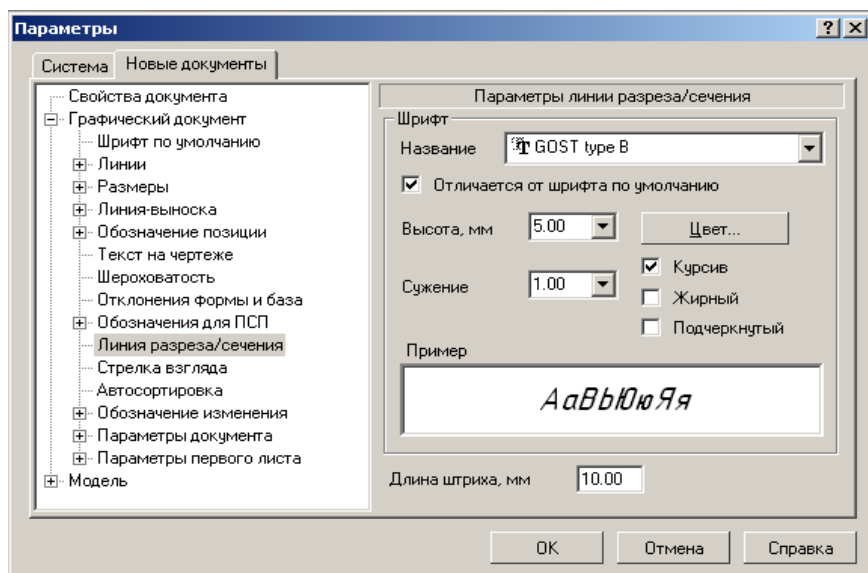 Параметры
Система
Новые документы
Свойства документа
Графический документ
Шрифт по умолчанию
Линии
Размеры
Линия-выноска
Обозначение позиции
Текст на чертеже
Шероховатость
Отклонения формы и база
Обозначения для ПСП
Линия разреза/сечения
Стрелка взгляда
Автосортировка
Обозначение изменения
Параметры документа
Параметры первого листа
Модель
Параметры линии разреза/сечения
Шрифт
Название
GOST type B
Отличается от шрифта по умолчанию
Высота, мм
5.00
Цвет...
Сужение
1.00
Курсив
Жирный
Подчеркнутый
Пример
АаВЬЮюЯя
Длина штриха, мм
10.00
OK
Отмена
Справка